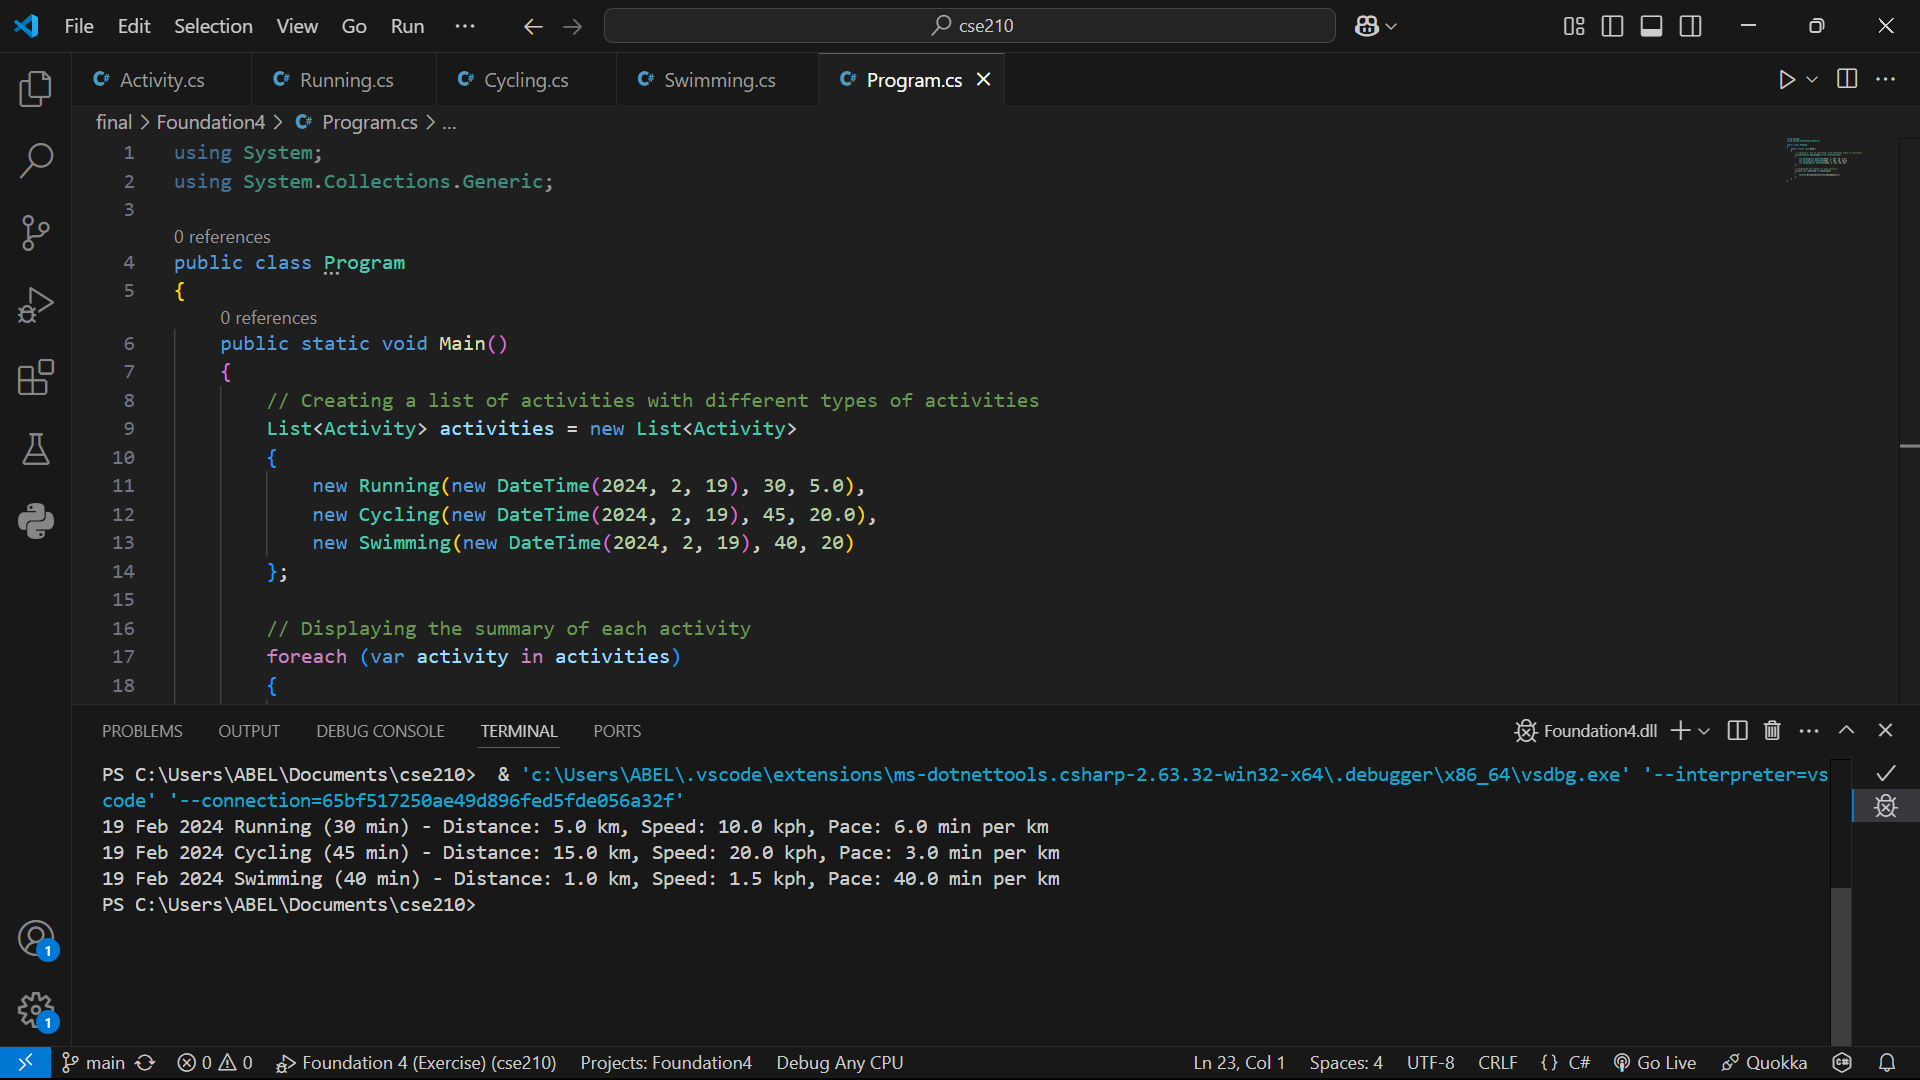 File Edit Selection View Go Run ··· cse210
Activity.cs Running.cs Cycling.cs Swimming.cs Program.cs
final > Foundation4 > Program.cs > ...
1 using System;
2 using System.Collections.Generic;
3
0 references
4 public class Program
5 {
0 references
6 public static void Main()
7 {
8 // Creating a list of activities with different types of activities
9 List<Activity> activities = new List<Activity>
10 {
11 new Running(new DateTime(2024, 2, 19), 30, 5.0),
12 new Cycling(new DateTime(2024, 2, 19), 45, 20.0),
13 new Swimming(new DateTime(2024, 2, 19), 40, 20)
14 };
15
16 // Displaying the summary of each activity
17 foreach (var activity in activities)
18 {
PROBLEMS OUTPUT DEBUG CONSOLE TERMINAL PORTS Foundation4.dll
PS C:\Users\ABEL\Documents\cse210>  & 'c:\Users\ABEL\.vscode\extensions\ms-dotnettools.csharp-2.63.32-win32-x64\.debugger\x86_64\vsdbg.exe' '--interpreter=vs
code' '--connection=65bf517250ae49d896fed5fde056a32f'
19 Feb 2024 Running (30 min) - Distance: 5.0 km, Speed: 10.0 kph, Pace: 6.0 min per km
19 Feb 2024 Cycling (45 min) - Distance: 15.0 km, Speed: 20.0 kph, Pace: 3.0 min per km
19 Feb 2024 Swimming (40 min) - Distance: 1.0 km, Speed: 1.5 kph, Pace: 40.0 min per km
PS C:\Users\ABEL\Documents\cse210>
1
1
main 0 0 Foundation 4 (Exercise) (cse210) Projects: Foundation4 Debug Any CPU Ln 23, Col 1 Spaces: 4 UTF-8 CRLF {} C# Go Live Quokka